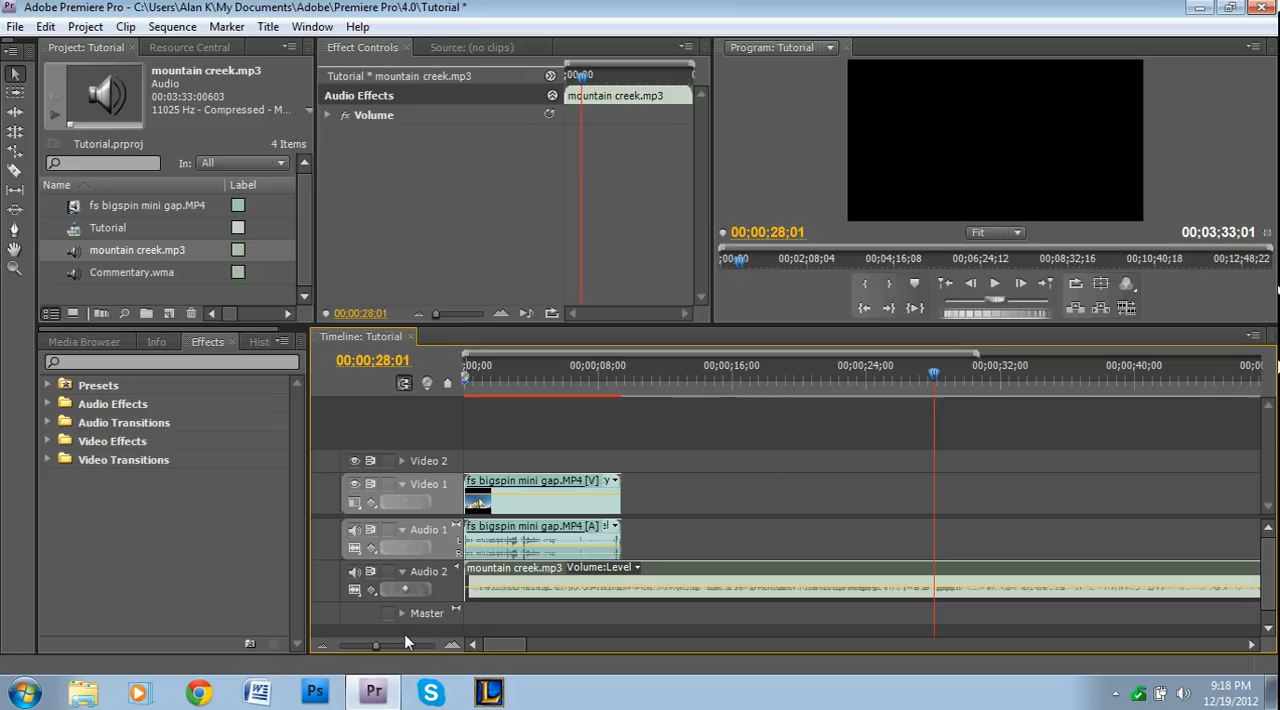 Adobe Premiere Pro - C:\Users\Alan K\My Documents\Adobe\Premiere Pro\4.0\Tutorial *
File Edit Project Clip Sequence Marker Title Window Help
Project: Tutorial Resource Central
mountain creek.mp3
Audio
00:03:33:00603
11025 Hz - Compressed - M...
Tutorial.prproj 4 Items
In: All
Name Label
fs bigspin mini gap.MP4
Tutorial
mountain creek.mp3
Commentary.wma
Effect Controls Source: (no clips)
Tutorial * mountain creek.mp3 ;00;00
Audio Effects mountain creek.mp3
fx Volume
00;00;28;01
Program: Tutorial
00;00;28;01 Fit 00;03;33;01
;00;00 00;02;08;04 00;04;16;08 00;06;24;12 00;08;32;16 00;10;40;18 00;12;48;22
Media Browser Info Effects Hist
Presets
Audio Effects
Audio Transitions
Video Effects
Video Transitions
Timeline: Tutorial
00;00;28;01 ;00;00 00;00;08;00 00;00;16;00 00;00;24;00 00;00;32;00 00;00;40;00
Video 2
Video 1 fs bigspin mini gap.MP4 [V]
Audio 1 fs bigspin mini gap.MP4 [A]
L
R
Audio 2 mountain creek.mp3 Volume:Level
Master
W Ps Pr S L
9:18 PM
12/19/2012